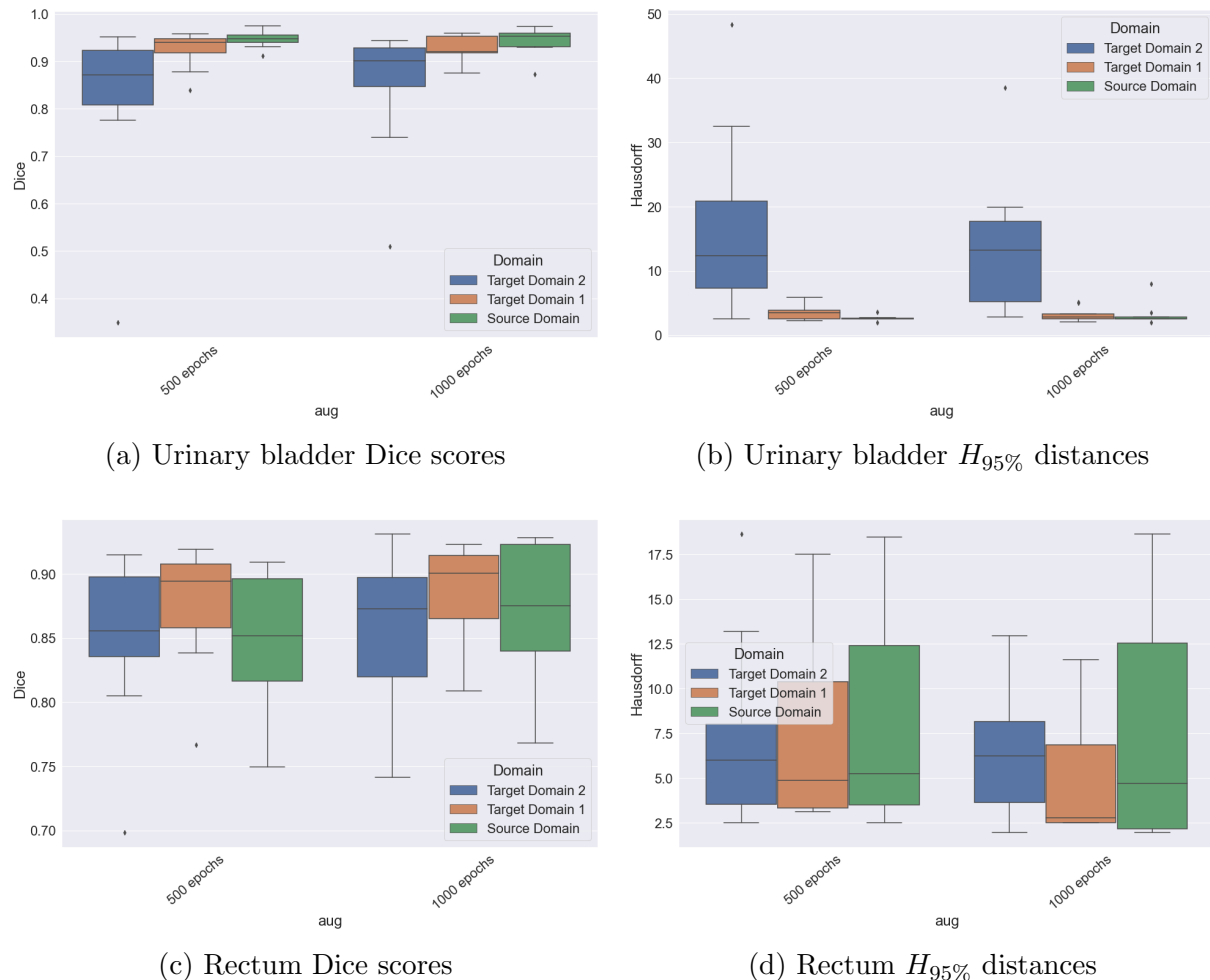 1.0
0.9
0.8
0.7
0.6
0.5
0.4
Dice
Domain
Target Domain 2
Target Domain 1
Source Domain
500 epochs
1000 epochs
aug
(a) Urinary bladder Dice scores
50
40
30
20
10
0
Hausdorff
Domain
Target Domain 2
Target Domain 1
Source Domain
500 epochs
1000 epochs
aug
(b) Urinary bladder H95% distances
0.90
0.85
0.80
0.75
0.70
Dice
Domain
Target Domain 2
Target Domain 1
Source Domain
500 epochs
1000 epochs
aug
(c) Rectum Dice scores
17.5
15.0
12.5
10.0
7.5
5.0
2.5
Hausdorff
Domain
Target Domain 2
Target Domain 1
Source Domain
500 epochs
1000 epochs
aug
(d) Rectum H95% distances